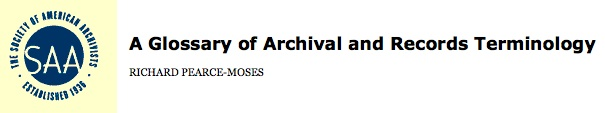 THE SOCIETY OF AMERICAN ARCHIVISTS
SAA
· ESTABLISHED 1936 ·
A Glossary of Archival and Records Terminology
RICHARD PEARCE-MOSES